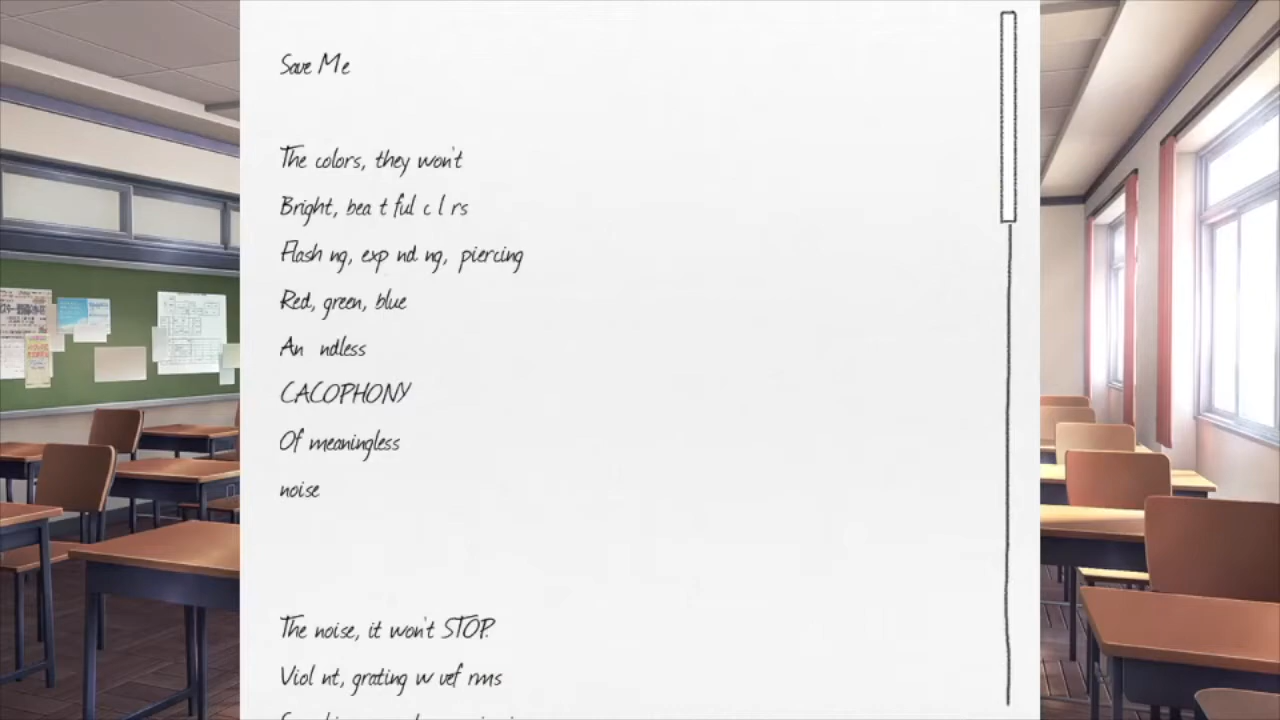 Save Me
The colors, they won't
Bright, bea t ful c l rs
Flash ng, exp nd ng, piercing
Red, green, blue
An  ndless
CACOPHONY
Of meaningless
noise
The noise, it won't STOP.
Viol nt, grating w vef rms